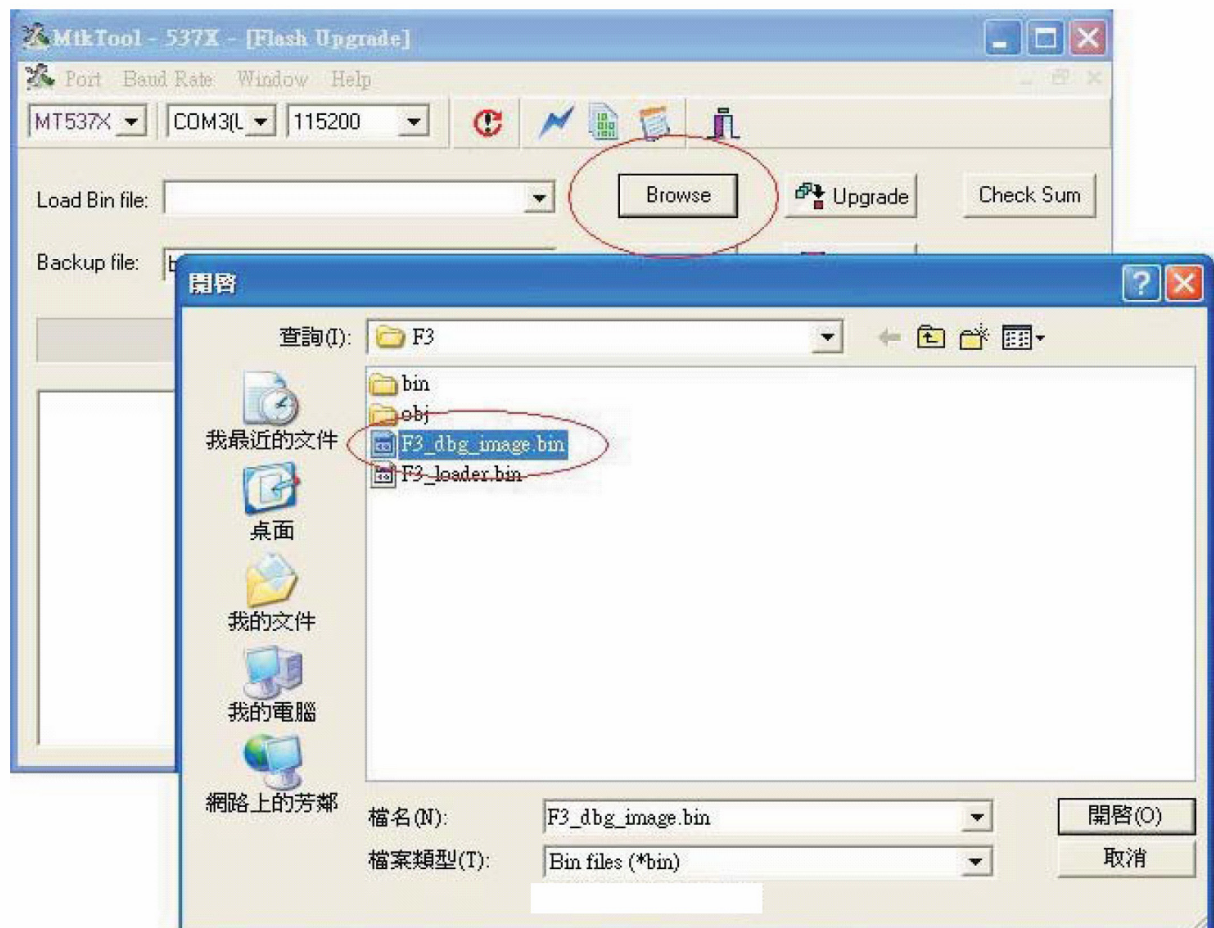 MtkTool - 537X - [Flash Upgrade]
Port Baud Rate Window Help
MT537X COM3(L 115200
Load Bin file: Browse Upgrade Check Sum
Backup file:
開啓
查詢(I): F3
bin
obj
F3_dbg_image.bin
F3_loader.bin
我最近的文件
桌面
我的文件
我的電腦
網路上的芳鄰
檔名(N): F3_dbg_image.bin 開啓(O)
檔案類型(T): Bin files (*bin) 取消